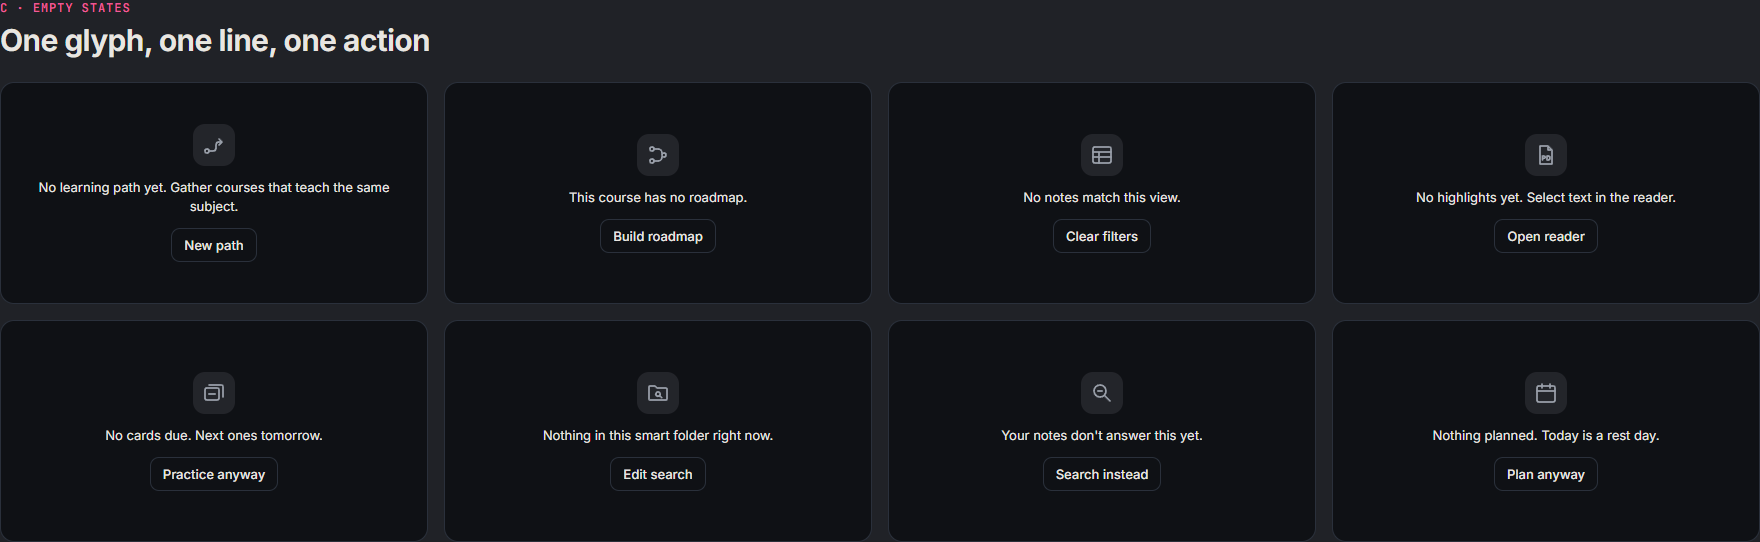 C · EMPTY STATES
One glyph, one line, one action
No learning path yet. Gather courses that teach the same
subject.
New path
This course has no roadmap.
Build roadmap
No notes match this view.
Clear filters
PD
No highlights yet. Select text in the reader.
Open reader
No cards due. Next ones tomorrow.
Practice anyway
Nothing in this smart folder right now.
Edit search
Your notes don't answer this yet.
Search instead
Nothing planned. Today is a rest day.
Plan anyway